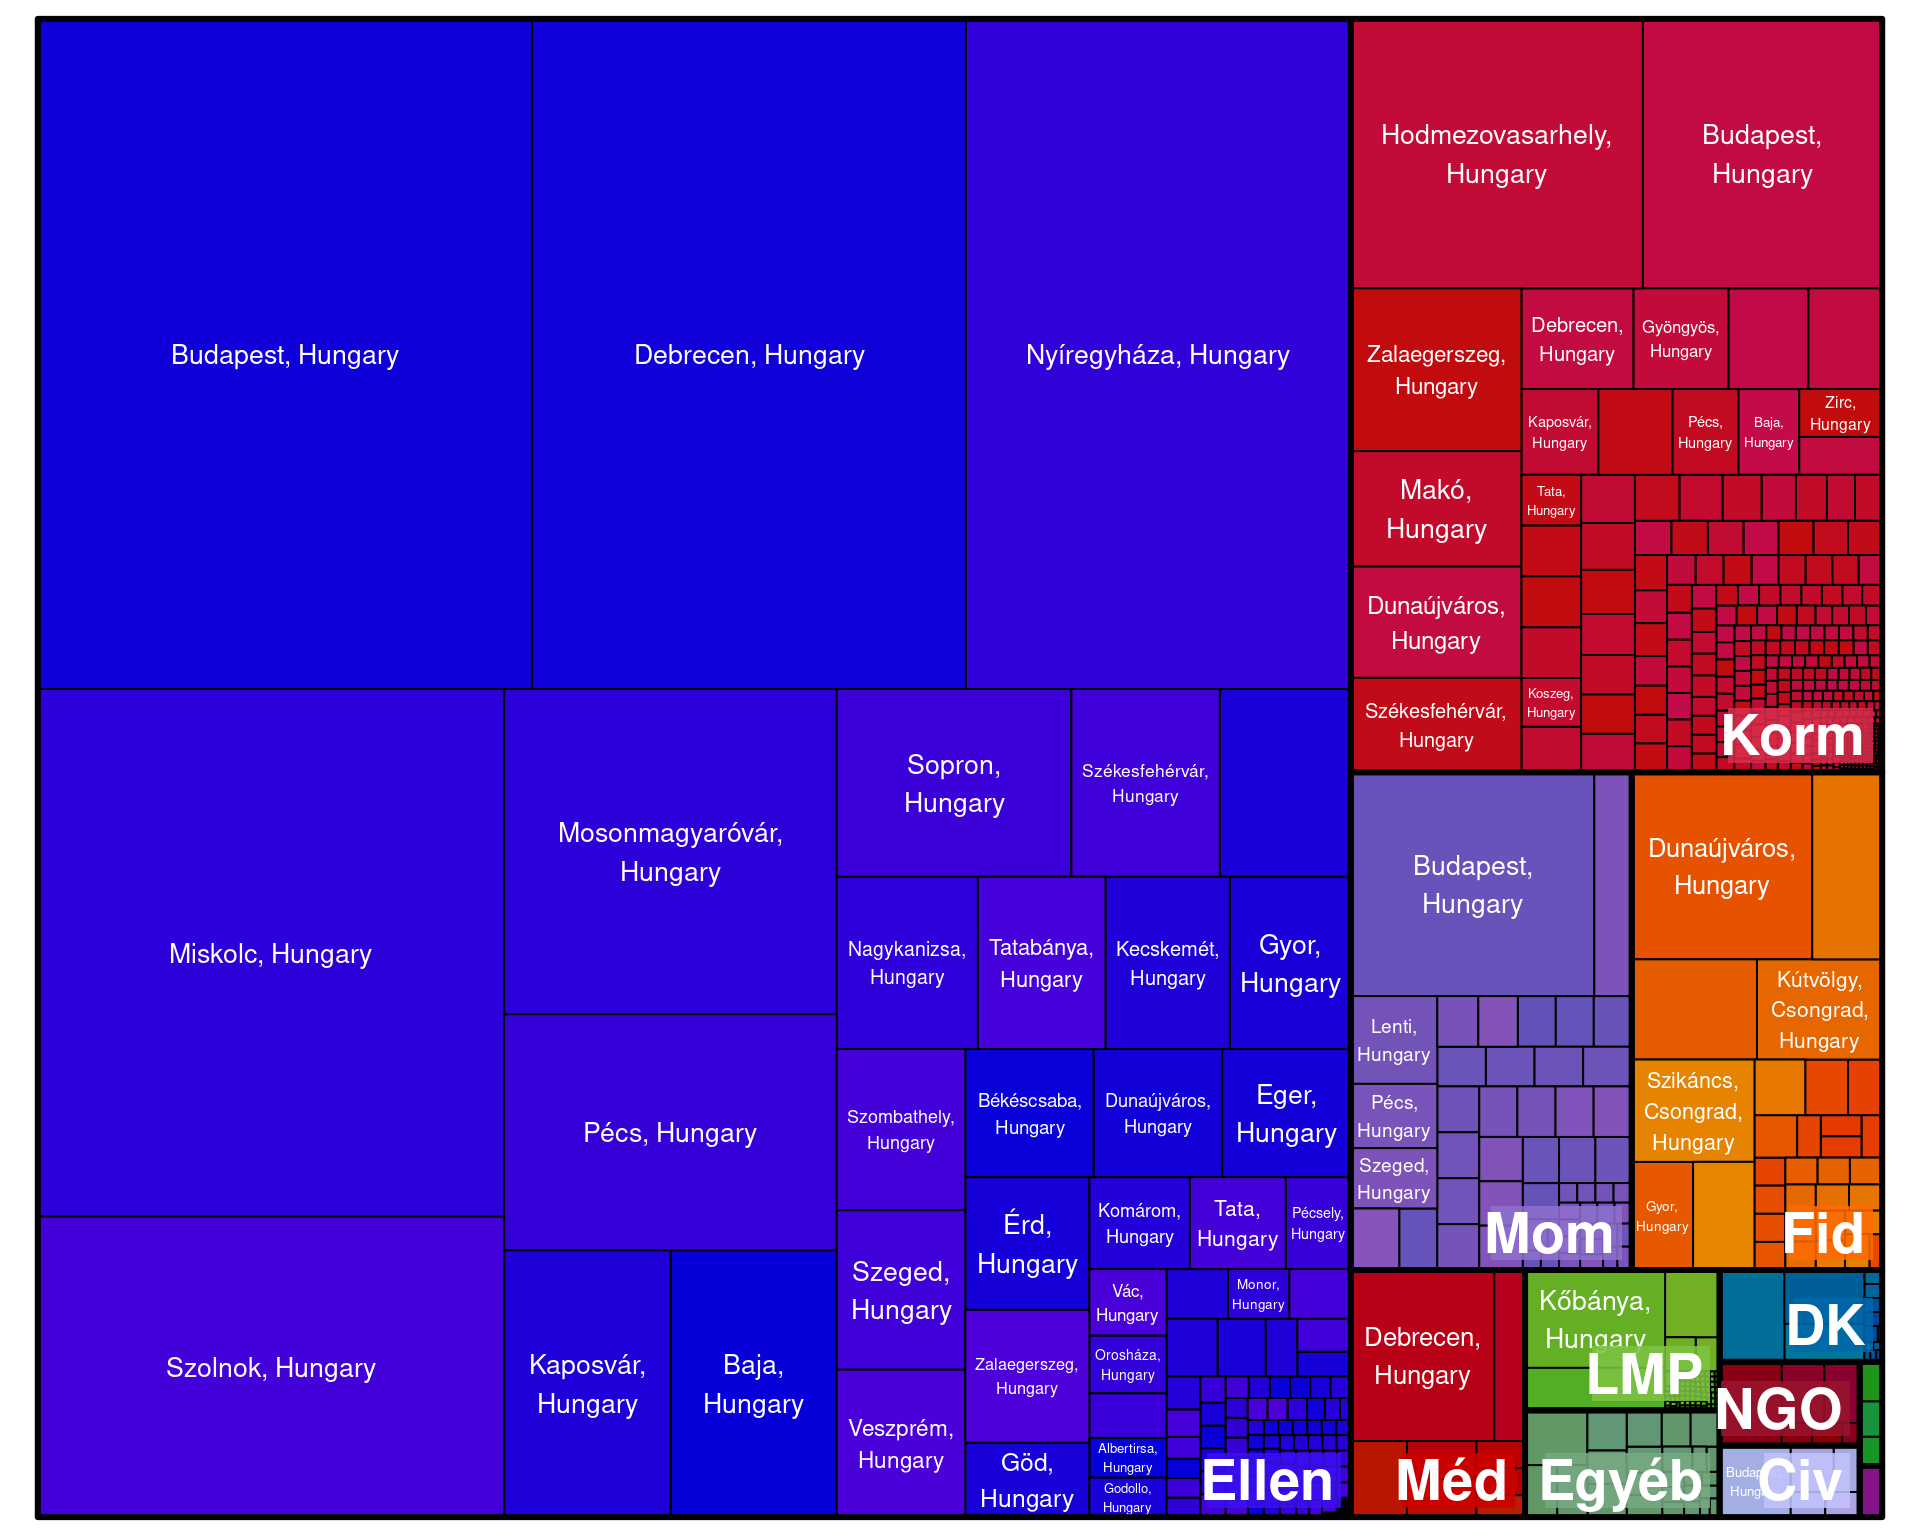 Budapest, Hungary
Debrecen, Hungary
Nyíregyháza, Hungary
Miskolc, Hungary
Szolnok, Hungary
Mosonmagyaróvár,
Hungary
Pécs, Hungary
Kaposvár,
Hungary
Baja,
Hungary
Sopron,
Hungary
Székesfehérvár,
Hungary
Nagykanizsa,
Hungary
Tatabánya,
Hungary
Kecskemét,
Hungary
Gyor,
Hungary
Szombathely,
Hungary
Szeged,
Hungary
Veszprém,
Hungary
Békéscsaba,
Hungary
Dunaújváros,
Hungary
Eger,
Hungary
Érd,
Hungary
Zalaegerszeg,
Hungary
Göd,
Hungary
Komárom,
Hungary
Tata,
Hungary
Pécsely,
Hungary
Vác,
Hungary
Monor,
Hungary
Orosháza,
Hungary
Albertirsa,
Hungary
Godollo,
Hungary
Ellen
Hodmezovasarhely,
Hungary
Budapest,
Hungary
Zalaegerszeg,
Hungary
Makó,
Hungary
Dunaújváros,
Hungary
Székesfehérvár,
Hungary
Debrecen,
Hungary
Gyöngyös,
Hungary
Kaposvár,
Hungary
Pécs,
Hungary
Baja,
Hungary
Zirc,
Hungary
Tata,
Hungary
Koszeg,
Hungary
Korm
Budapest,
Hungary
Lenti,
Hungary
Pécs,
Hungary
Szeged,
Hungary
Mom
Dunaújváros,
Hungary
Kútvölgy,
Csongrad,
Hungary
Szikáncs,
Csongrad,
Hungary
Gyor,
Hungary
Fid
Debrecen,
Hungary
Méd
Kőbánya,
Hungary
LMP
Egyéb
DK
NGO
Budapest,
Hungary
Civ